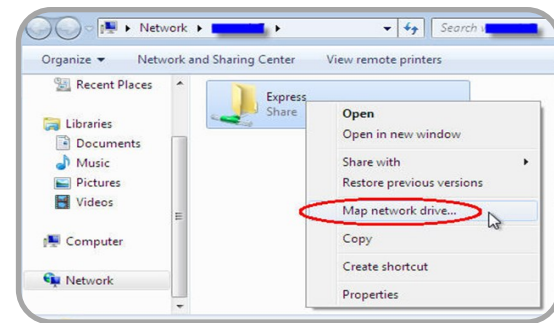 Network
Search
Organize
Network and Sharing Center
View remote printers
Recent Places
Libraries
Documents
Music
Pictures
Videos
Computer
Network
Express
Share
Open
Open in new window
Share with
Restore previous versions
Map network drive...
Copy
Create shortcut
Properties